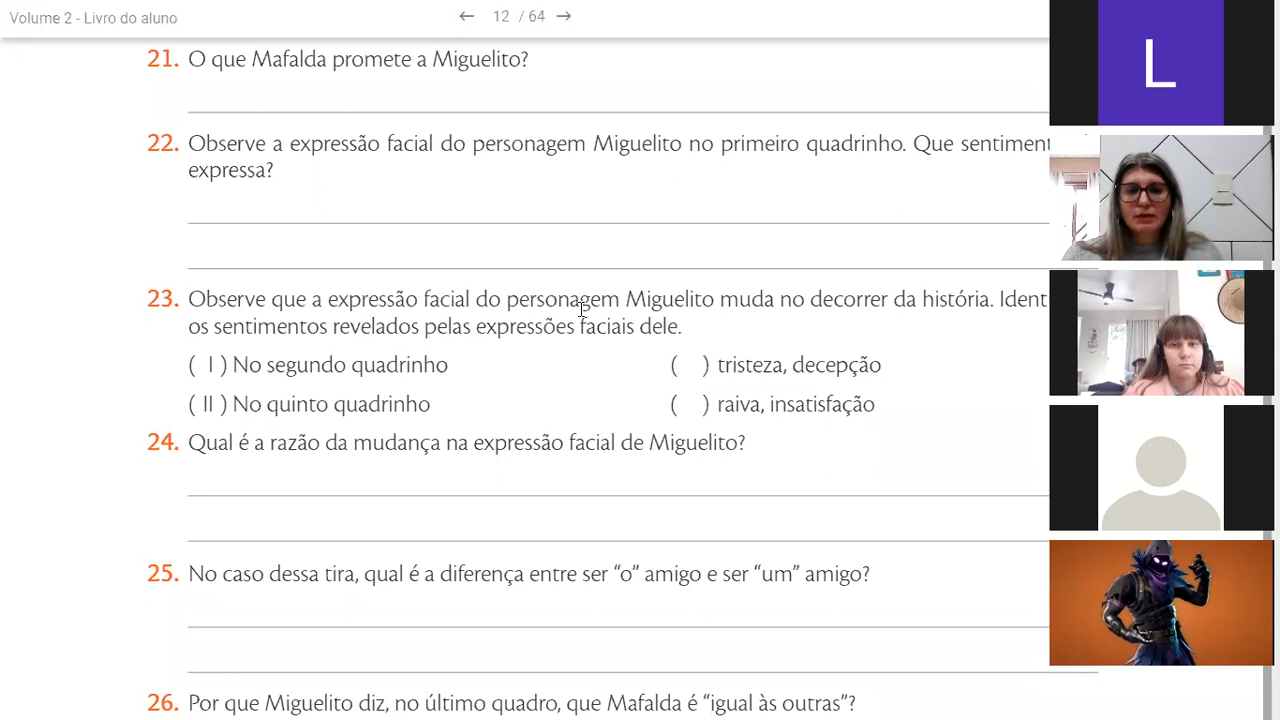 Volume 2 - Livro do aluno
← 12 / 64 →
21. O que Mafalda promete a Miguelito?
22. Observe a expressão facial do personagem Miguelito no primeiro quadrinho. Que sentiment
expressa?
23. Observe que a expressão facial do personagem Miguelito muda no decorrer da história. Ident
os sentimentos revelados pelas expressões faciais dele.
( I ) No segundo quadrinho ( ) tristeza, decepção
( II ) No quinto quadrinho ( ) raiva, insatisfação
24. Qual é a razão da mudança na expressão facial de Miguelito?
25. No caso dessa tira, qual é a diferença entre ser “o” amigo e ser “um” amigo?
26. Por que Miguelito diz, no último quadro, que Mafalda é “igual às outras”?
L